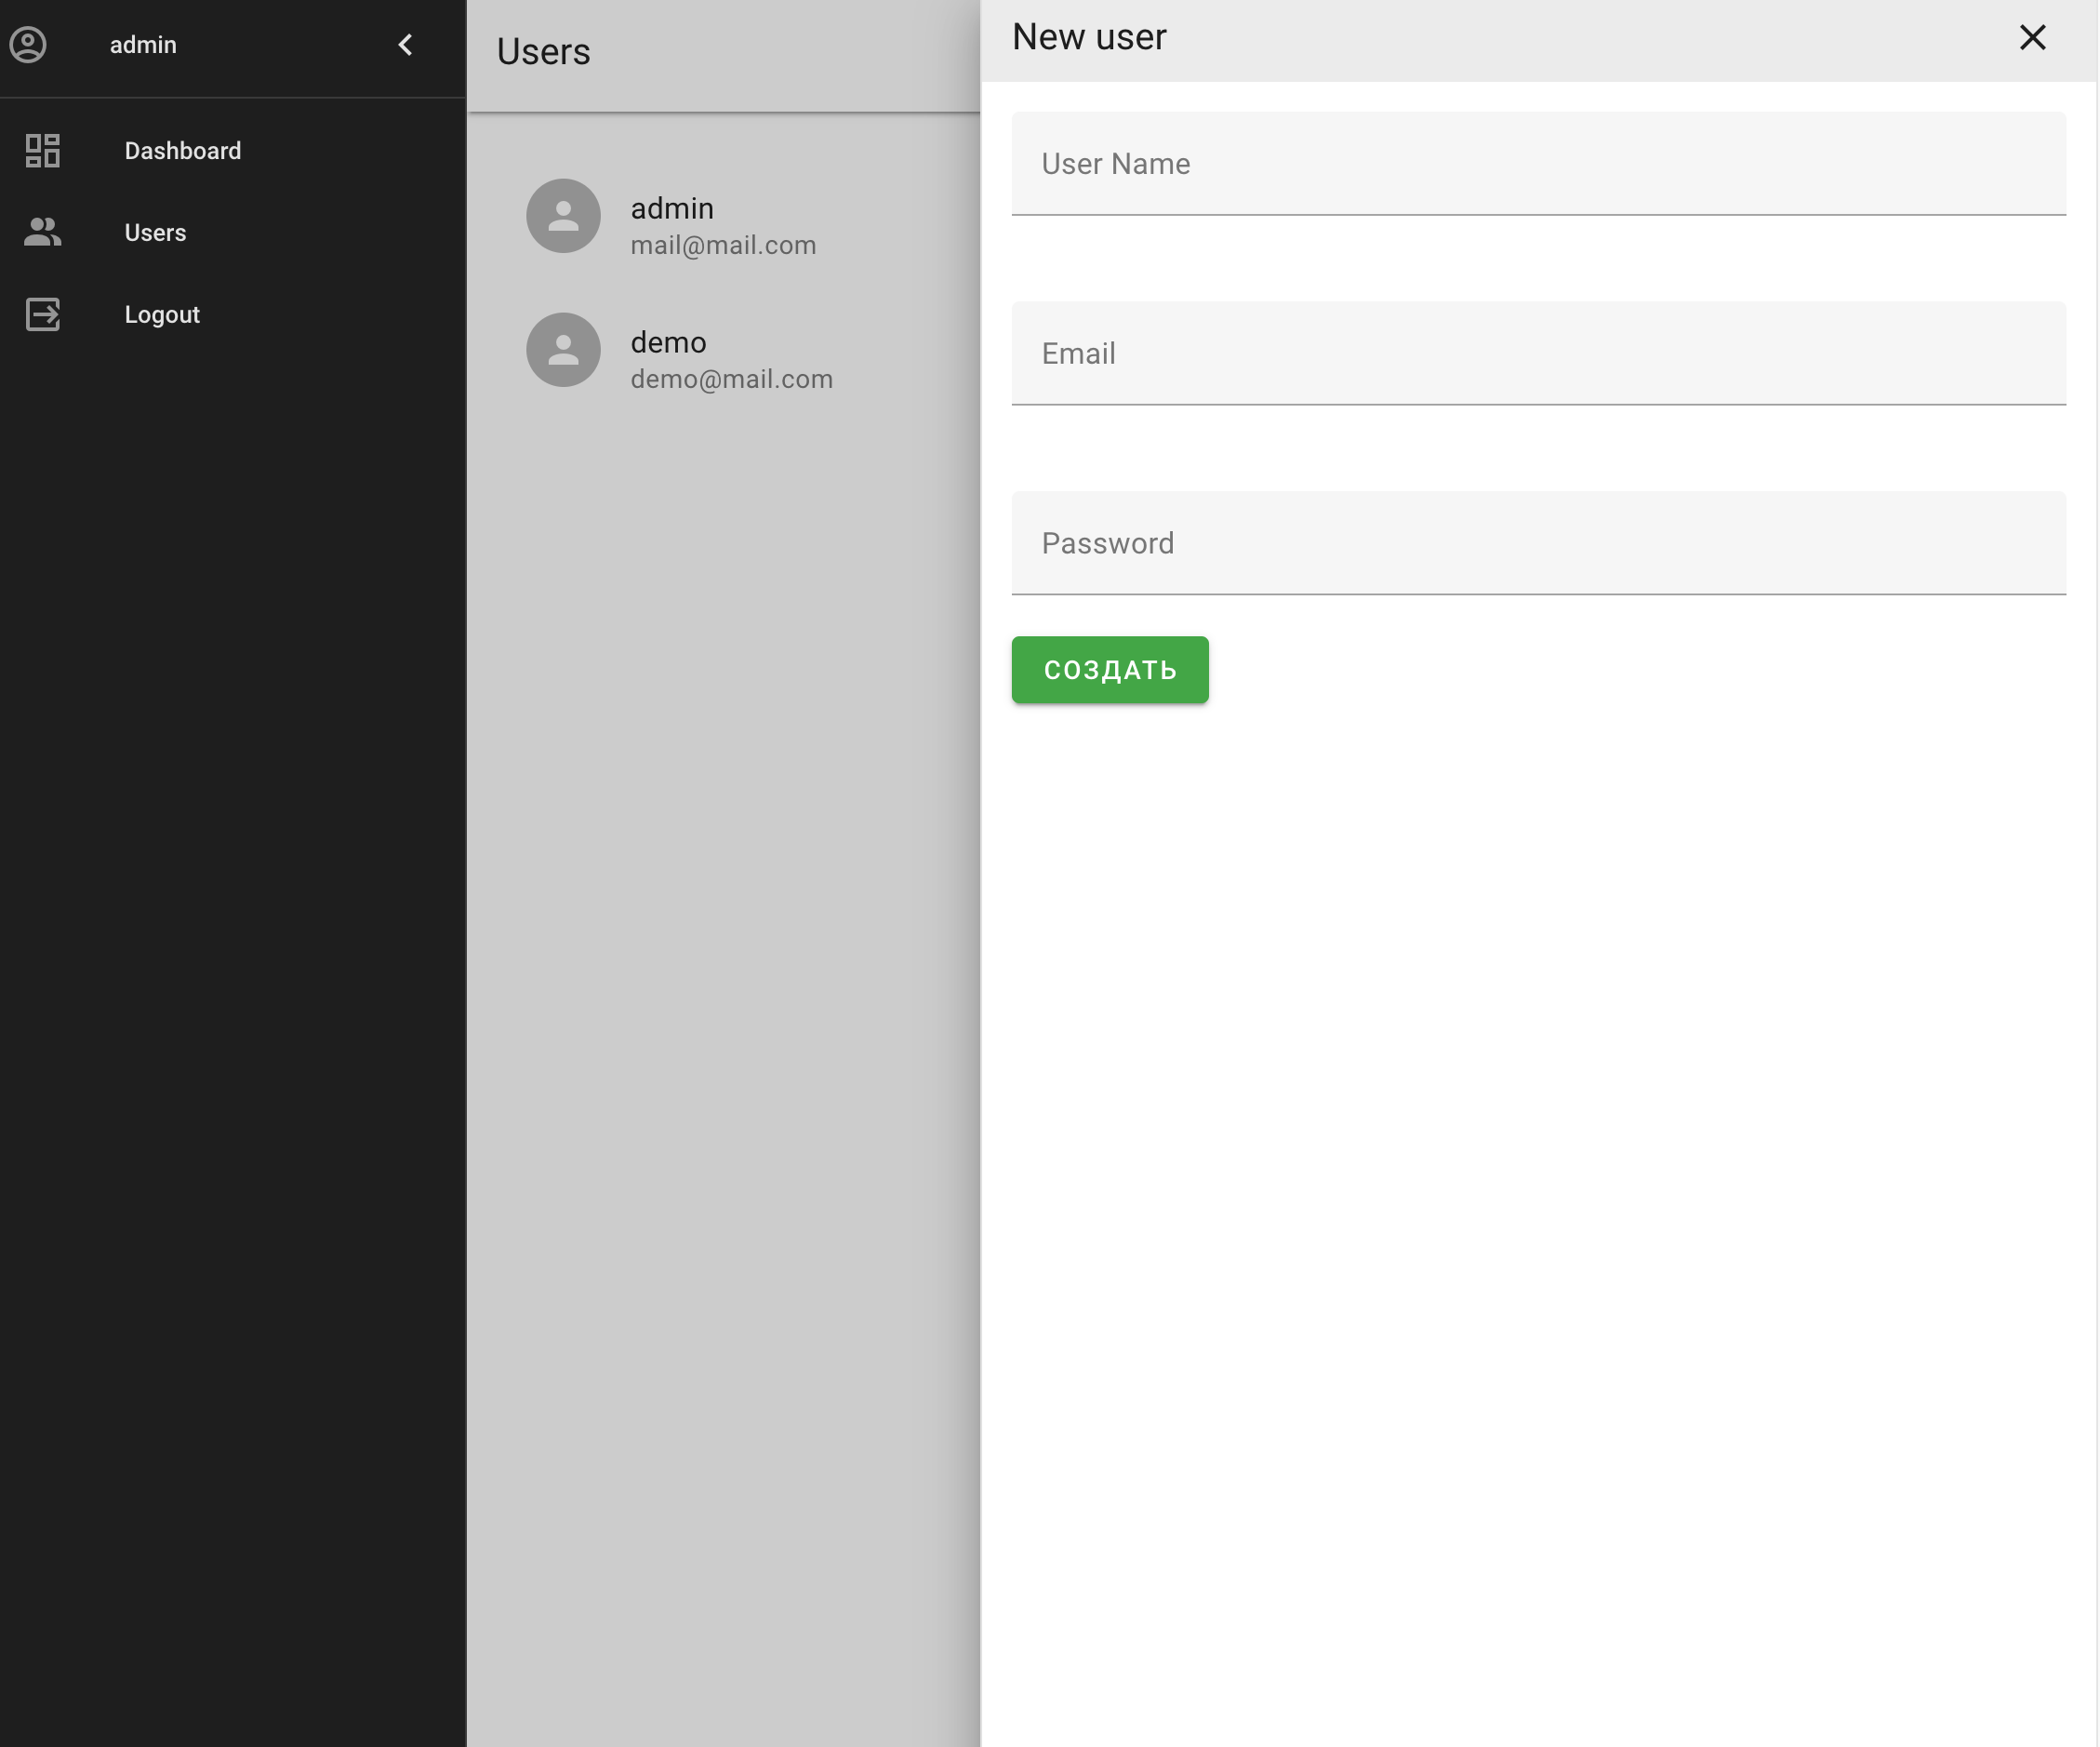 admin
Dashboard
Users
Logout
Users
admin
mail@mail.com
demo
demo@mail.com
New user
User Name
Email
Password
СОЗДАТЬ